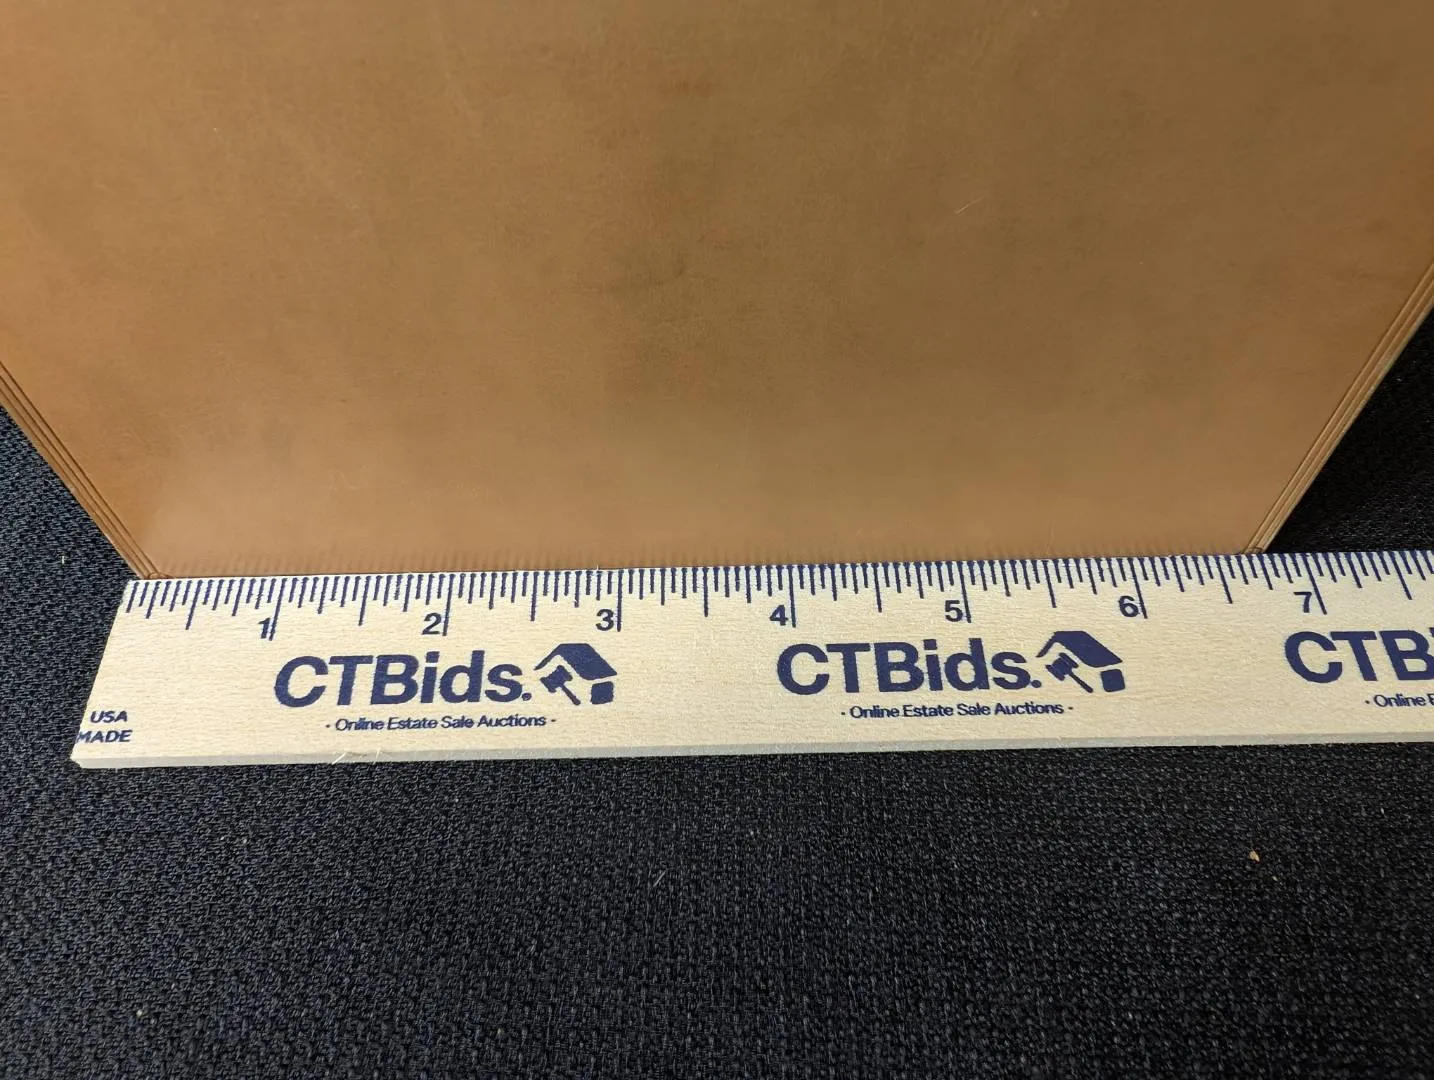 1 2 3 4 5 6 7
CTBids. CTBids. CTB
· Online Estate Sale Auctions · · Online Estate Sale Auctions · · Online
USA
MADE